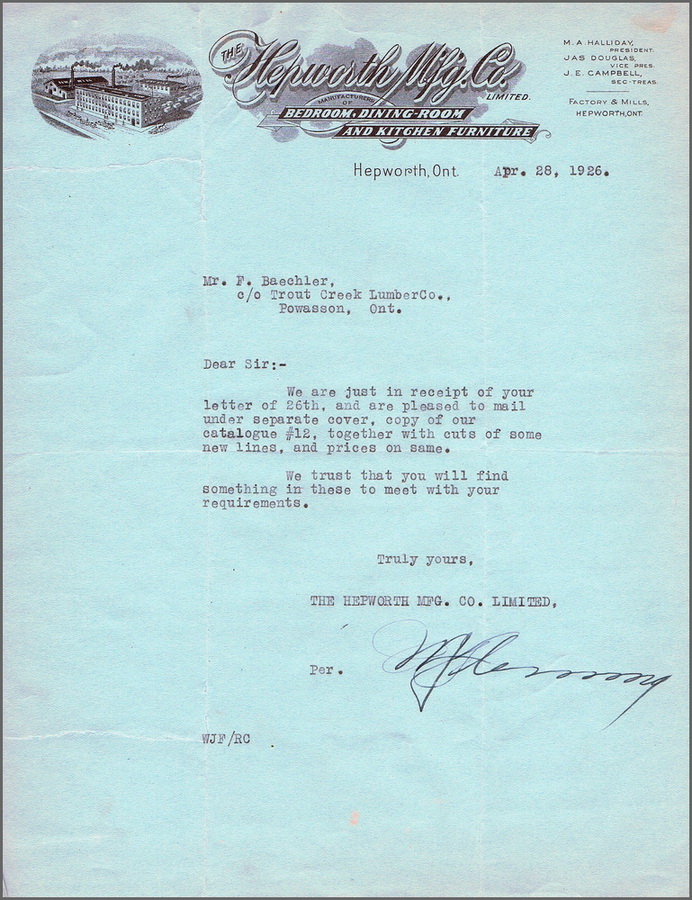 THE Hepworth Mfg. Co.
LIMITED.
MANUFACTURERS
OF
BEDROOM, DINING-ROOM
AND KITCHEN FURNITURE
M. A. HALLIDAY,
PRESIDENT.
JAS DOUGLAS,
VICE PRES.
J. E. CAMPBELL,
SEC-TREAS.
FACTORY & MILLS,
HEPWORTH, ONT.
Hepworth, Ont. Apr. 28, 1926.
Mr. F. Baechler,
c/o Trout Creek LumberCo.,
Powasson, Ont.
Dear Sir:-
We are just in receipt of your
letter of 26th, and are pleased to mail
under separate cover, copy of our
catalogue #12, together with cuts of some
new lines, and prices on same.
We trust that you will find
something in these to meet with your
requirements.
Truly yours,
THE HEPWORTH MFG. CO. LIMITED,
Per.
WJF/RC